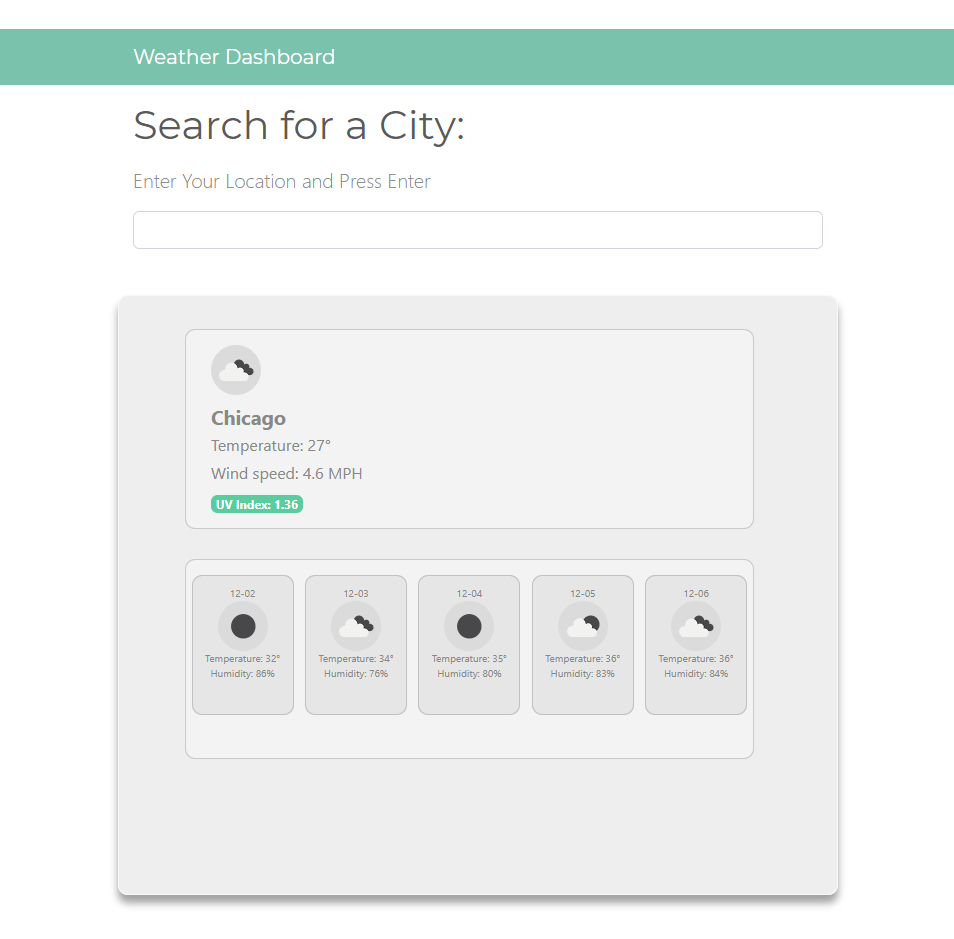 Weather Dashboard
Search for a City:
Enter Your Location and Press Enter
Chicago
Temperature: 27°
Wind speed: 4.6 MPH
UV Index: 1.36
12-02
Temperature: 32°
Humidity: 86%
12-03
Temperature: 34°
Humidity: 76%
12-04
Temperature: 35°
Humidity: 80%
12-05
Temperature: 36°
Humidity: 83%
12-06
Temperature: 36°
Humidity: 84%